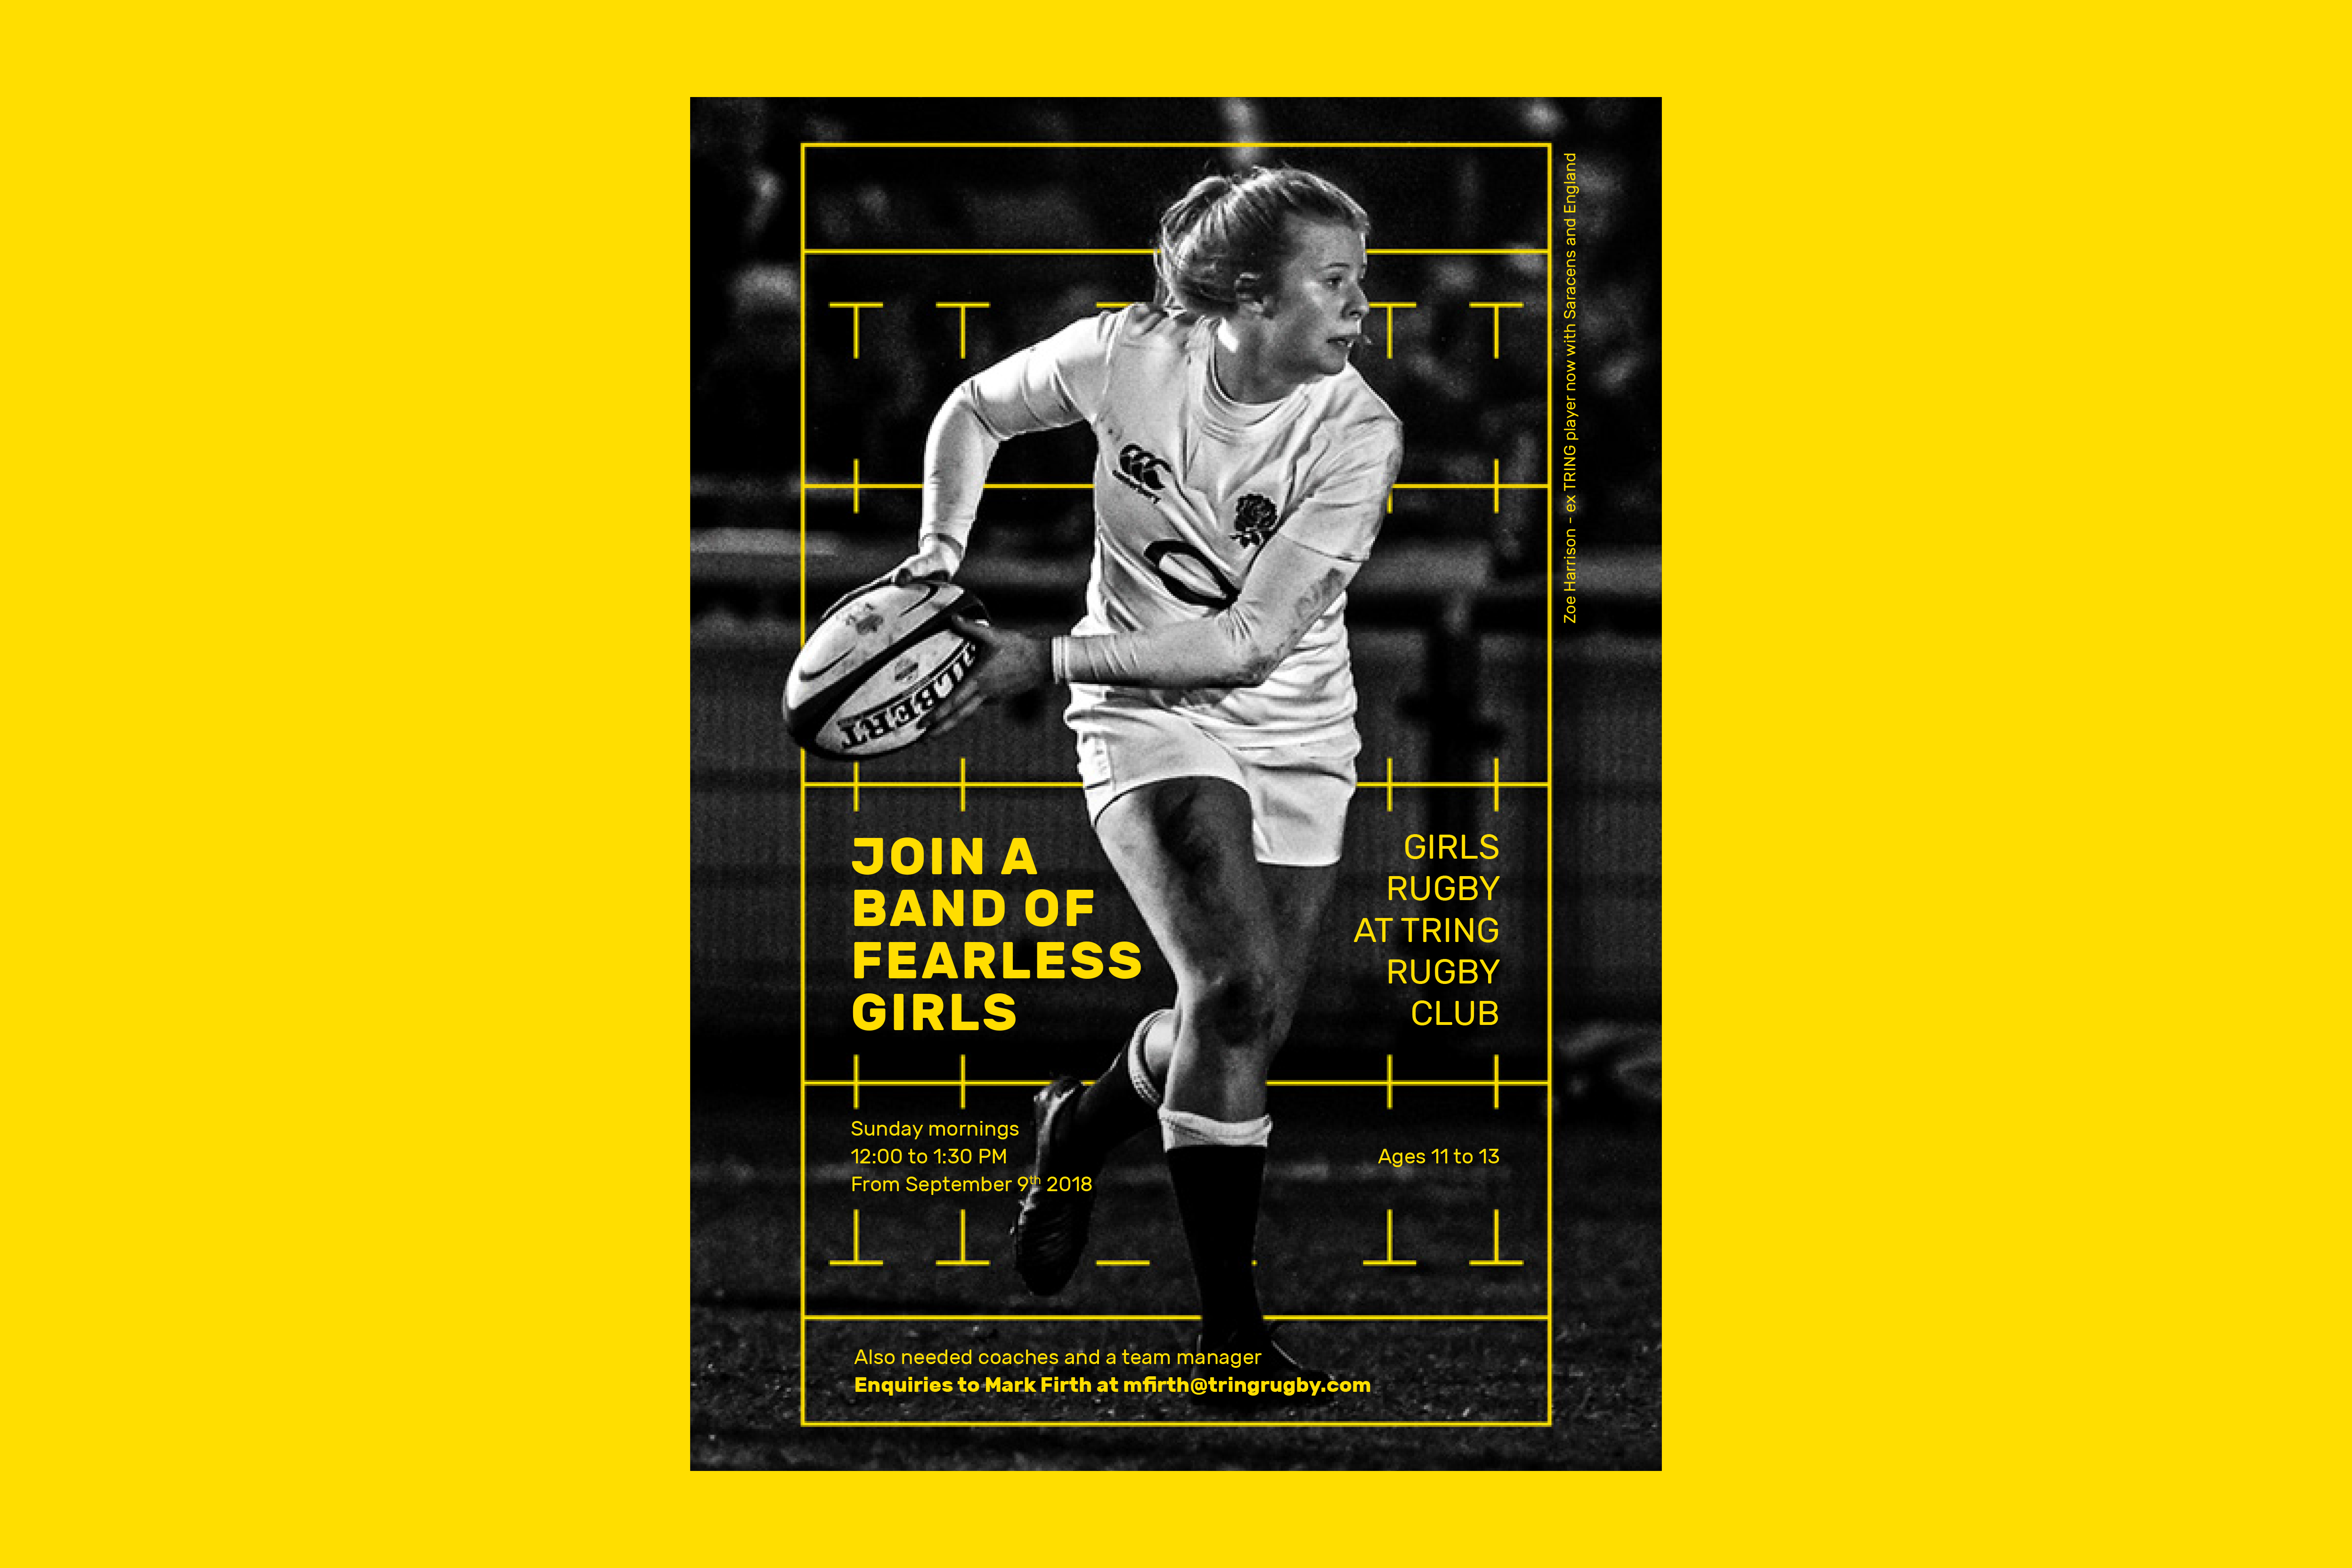 Zoe Harrison - ex TRING player now with Saracens and England
canterbury
JOIN A
BAND OF
FEARLESS
GIRLS
GIRLS
RUGBY
AT TRING
RUGBY
CLUB
Sunday mornings
12:00 to 1:30 PM
From September 9th 2018
Ages 11 to 13
Also needed coaches and a team manager
Enquiries to Mark Firth at mfirth@tringrugby.com